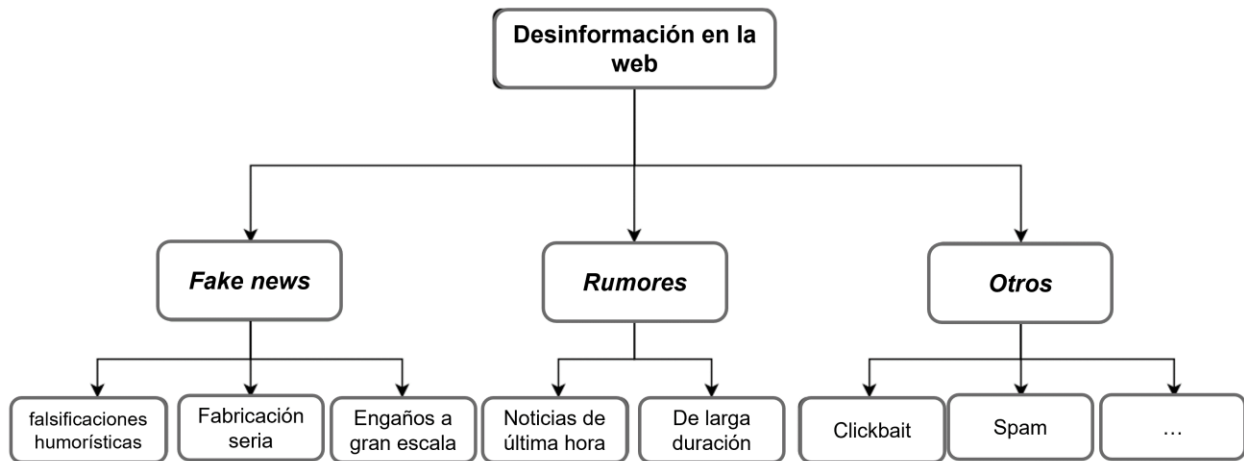 Desinformación en la
web
Fake news
Rumores
Otros
falsificaciones
humorísticas
Fabricación
seria
Engaños a
gran escala
Noticias de
última hora
De larga
duración
Clickbait
Spam
...